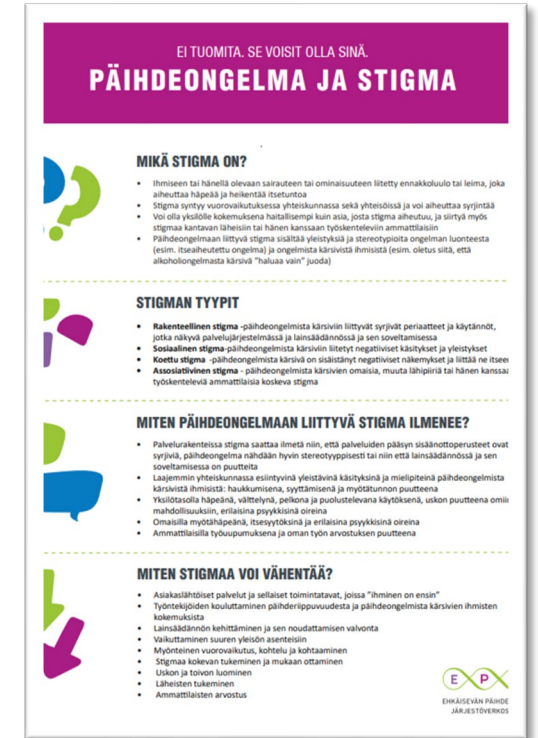 EI TUOMITA. SE VOISIT OLLA SINÄ.
PÄIHDEONGELMA JA STIGMA
MIKÄ STIGMA ON?
• Ihmiseen tai hänellä olevaan sairauteen tai ominaisuuteen liitetty ennakkoluulo tai leima, joka
aiheuttaa häpeää ja heikentää itsetuntoa
• Stigma syntyy vuorovaikutuksessa yhteiskunnassa sekä yhteisöissä ja voi aiheuttaa syrjintää
• Voi olla yksilölle kokemuksena haitallisempi kuin asia, josta stigma aiheutuu, ja siirtyä myös
stigmaa kantavan läheisiin tai hänen kanssaan työskenteleviin ammattilaisiin
• Päihdeongelmaan liittyvä stigma sisältää yleistyksiä ja stereotypioita ongelman luonteesta
(esim. itseaiheutettu ongelma) ja ongelmista kärsivistä ihmisistä (esim. oletus siitä, että
alkoholiongelmasta kärsivä "haluaa vain" juoda)
STIGMAN TYYPIT
• Rakenteellinen stigma -päihdeongelmista kärsiviin liittyvät syrjivät periaatteet ja käytännöt,
jotka näkyvä palvelujärjestelmässä ja lainsäädännössä ja sen soveltamisessa
• Sosiaalinen stigma-päihdeongelmista kärsiviin liitetyt negatiiviset käsitykset ja yleistykset
• Koettu stigma -päihdeongelmista kärsivä on sisäistänyt negatiiviset näkemykset ja liittää ne itseen
• Assosiatiivinen stigma - päihdeongelmista kärsivien omaisia, muuta lähipiiriä tai hänen kanssaa
työskenteleviä ammattilaisia koskeva stigma
MITEN PÄIHDEONGELMAAN LIITTYVÄ STIGMA ILMENEE?
• Palvelurakenteissa stigma saattaa ilmetä niin, että palveluiden pääsyn sisäänottoperusteet ovat
syrjiviä, päihdeongelma nähdään hyvin stereotyyppisesti tai niin että lainsäädännössä ja sen
soveltamisessa on puutteita
• Laajemmin yhteiskunnassa esiintyvinä yleistävinä käsityksinä ja mielipiteinä päihdeongelmista
kärsivistä ihmisistä: haukkumisena, syyttämisenä ja myötätunnon puutteena
• Yksilötasolla häpeänä, välttelynä, pelkona ja puolustelevana käytöksenä, uskon puutteena omiin
mahdollisuuksiin, erilaisina psyykkisinä oireina
• Omaisilla myötähäpeänä, itsesyytöksinä ja erilaisina psyykkisinä oireina
• Ammattilaisilla työuupumuksena ja oman työn arvostuksen puutteena
MITEN STIGMAA VOI VÄHENTÄÄ?
• Asiakaslähtöiset palvelut ja sellaiset toimintatavat, joissa "ihminen on ensin"
• Työntekijöiden kouluttaminen päihderiippuvuudesta ja päihdeongelmista kärsivien ihmisten
kokemuksista
• Lainsäädännön kehittäminen ja sen noudattamisen valvonta
• Vaikuttaminen suuren yleisön asenteisiin
• Myönteinen vuorovaikutus, kohtelu ja kohtaaminen
• Stigmaa kokevan tukeminen ja mukaan ottaminen
• Uskon ja toivon luominen
• Läheisten tukeminen
• Ammattilaisten arvostus
E P
EHKÄISEVÄN PÄIHDE
JÄRJESTÖVERKOS